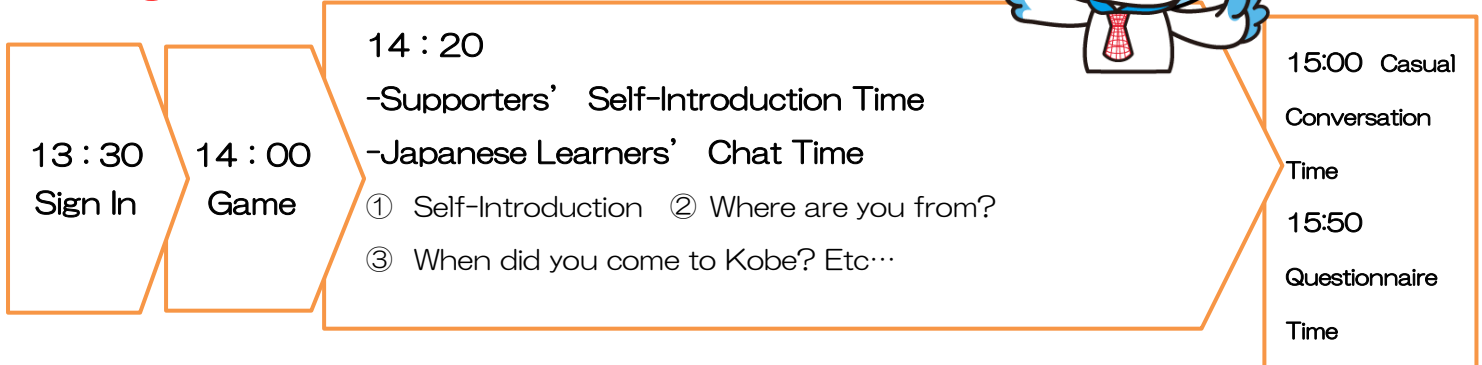 13：30
Sign In
14：00
Game
14：20
-Supporters’ Self-Introduction Time
-Japanese Learners’ Chat Time
① Self-Introduction ② Where are you from?
③ When did you come to Kobe? Etc…
15:00 Casual
Conversation
Time
15:50
Questionnaire
Time